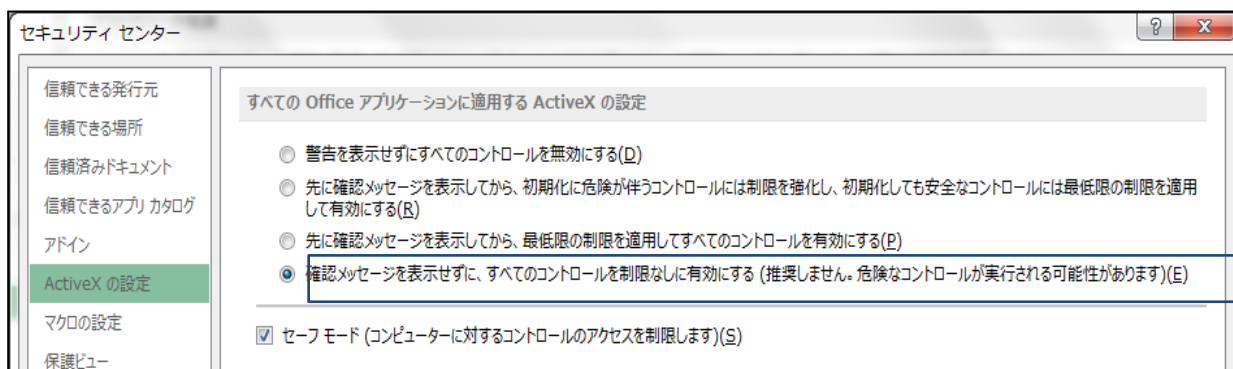 セキュリティ センター
信頼できる発行元
信頼できる場所
信頼済みドキュメント
信頼できるアプリ カタログ
アドイン
ActiveX の設定
マクロの設定
保護ビュー
すべての Office アプリケーションに適用する ActiveX の設定
警告を表示せずにすべてのコントロールを無効にする(D)
先に確認メッセージを表示してから、初期化に危険が伴うコントロールには制限を強化し、初期化しても安全なコントロールには最低限の制限を適用
して有効にする(R)
先に確認メッセージを表示してから、最低限の制限を適用してすべてのコントロールを有効にする(P)
確認メッセージを表示せずに、すべてのコントロールを制限なしに有効にする (推奨しません。危険なコントロールが実行される可能性があります)(E)
セーフ モード (コンピューターに対するコントロールのアクセスを制限します)(S)